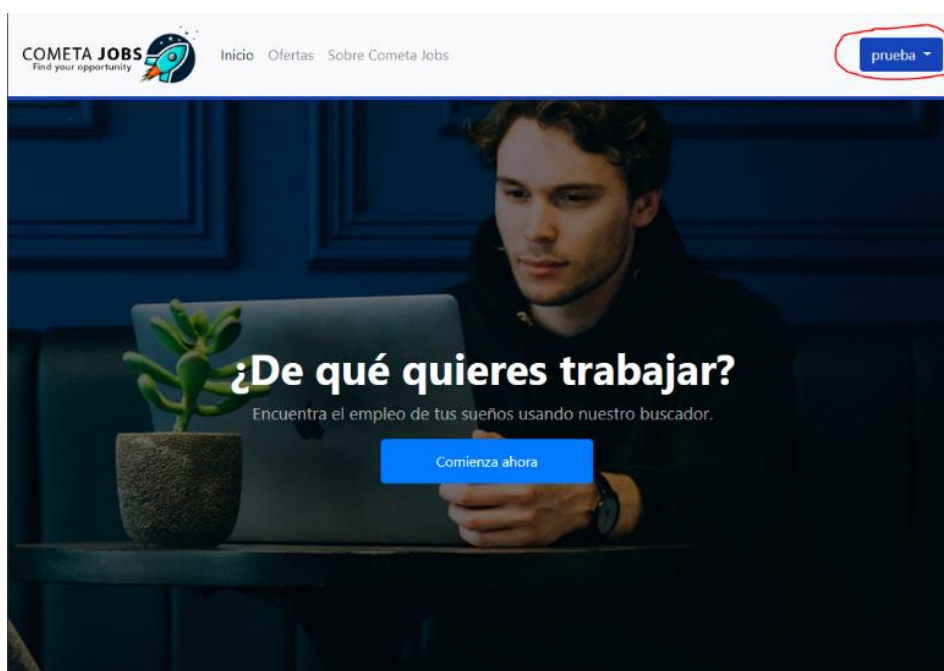 COMETA JOBS
Find your opportunity
Inicio Ofertas Sobre Cometa Jobs
prueba
¿De qué quieres trabajar?
Encuentra el empleo de tus sueños usando nuestro buscador.
Comienza ahora